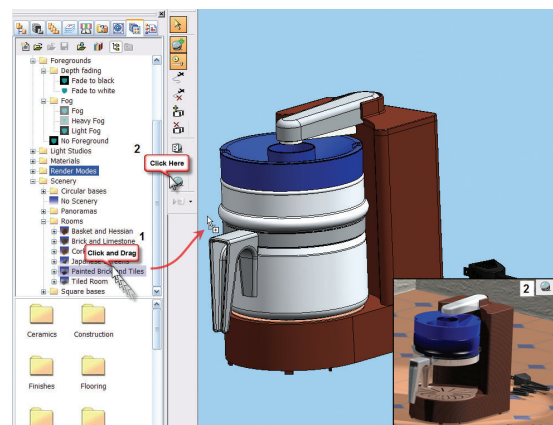 Foregrounds
Depth fading
Fade to black
Fade to white
Fog
Fog
Heavy Fog
Light Fog
No Foreground
Light Studios
Materials
2
Render Modes
Click Here
Scenery
Circular bases
No Scenery
Panoramas
Rooms
Basket and Hessian
Brick and Limestone
1
Click and Drag
Painted Brick and Tiles
Tiled Room
Square bases
2
Ceramics
Construction
Finishes
Flooring